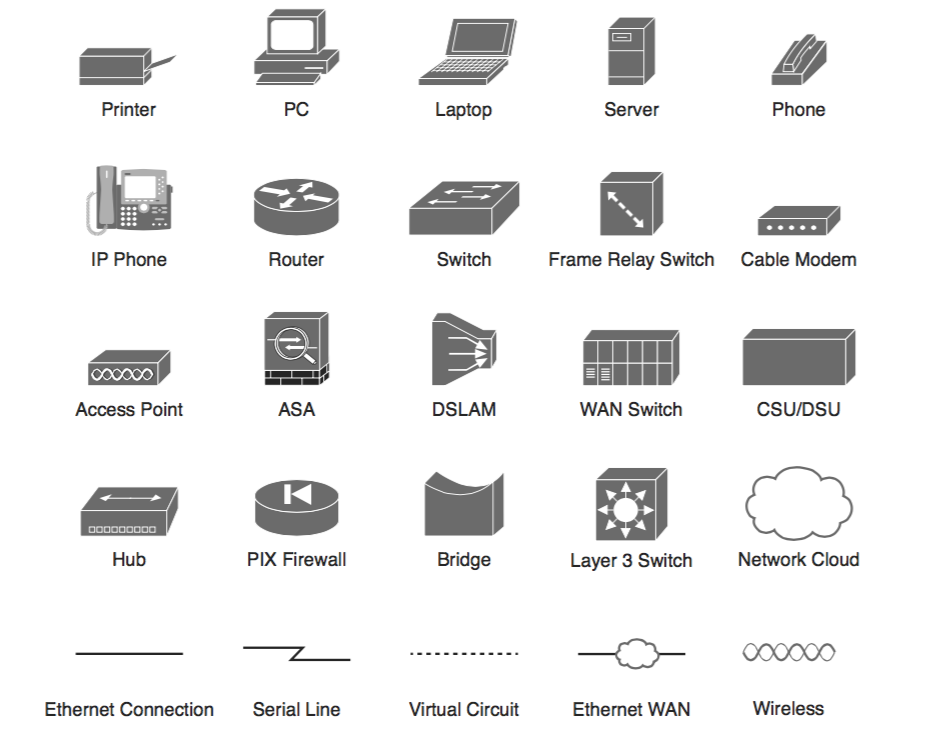 Printer
PC
Laptop
Server
Phone
IP Phone
Router
Switch
Frame Relay Switch
Cable Modem
Access Point
ASA
DSLAM
WAN Switch
CSU/DSU
Hub
PIX Firewall
Bridge
Layer 3 Switch
Network Cloud
Ethernet Connection
Serial Line
Virtual Circuit
Ethernet WAN
Wireless